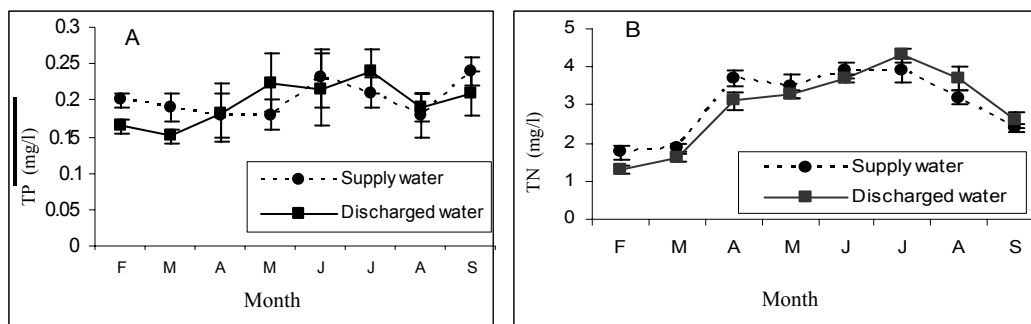 A
TP (mg/l)
0.3
0.25
0.2
0.15
0.1
0.05
0
Supply water
Discharged water
F M A M J J A S
Month
B
TN (mg/l)
5
4
3
2
1
0
Supply water
Discharged water
F M A M J J A S
Month